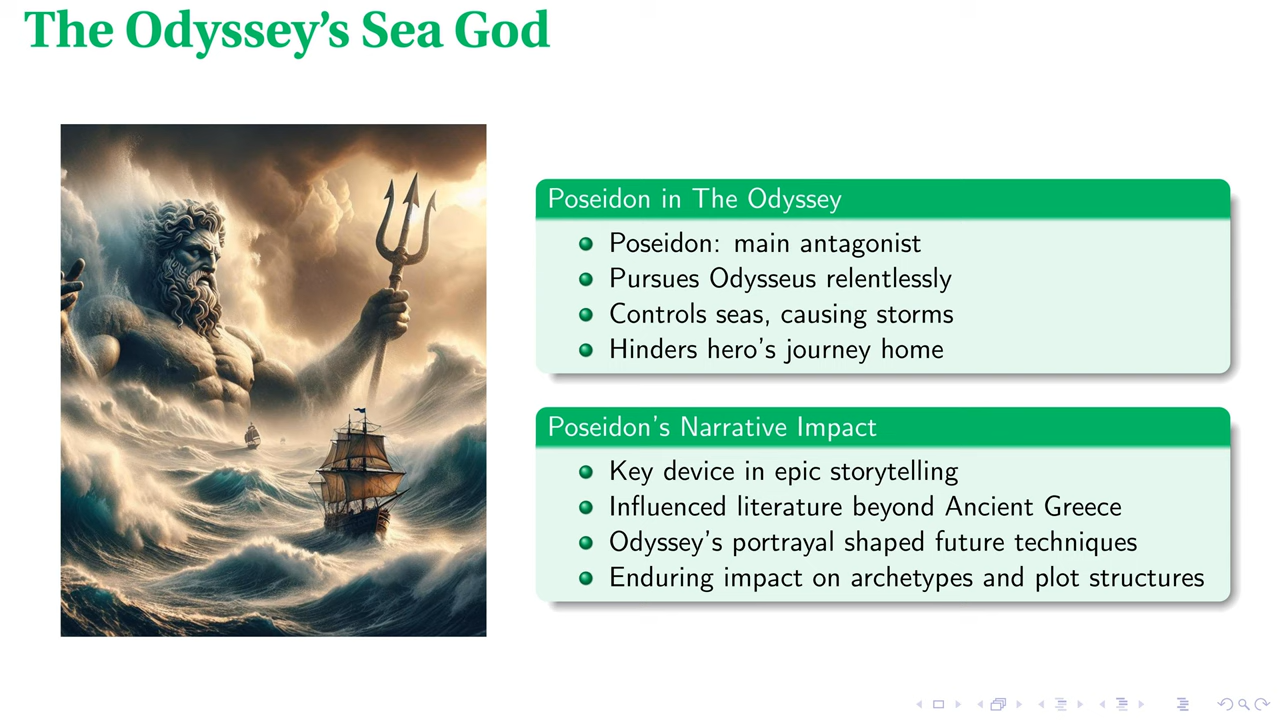 The Odyssey's Sea God
Poseidon in The Odyssey
Poseidon: main antagonist
Pursues Odysseus relentlessly
Controls seas, causing storms
Hinders hero's journey home
Poseidon's Narrative Impact
Key device in epic storytelling
Influenced literature beyond Ancient Greece
Odyssey's portrayal shaped future techniques
Enduring impact on archetypes and plot structures